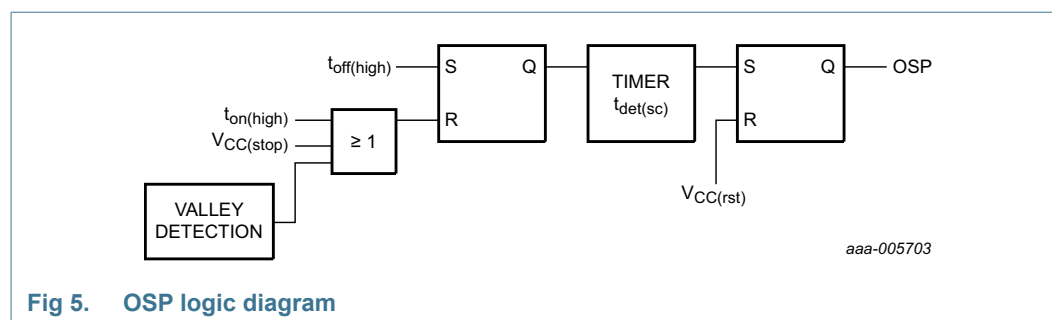 toff(high)
S
Q
TIMER
tdet(sc)
S
Q
OSP
ton(high)
VCC(stop)
≥ 1
R
R
VALLEY
DETECTION
VCC(rst)
aaa-005703
Fig 5. OSP logic diagram